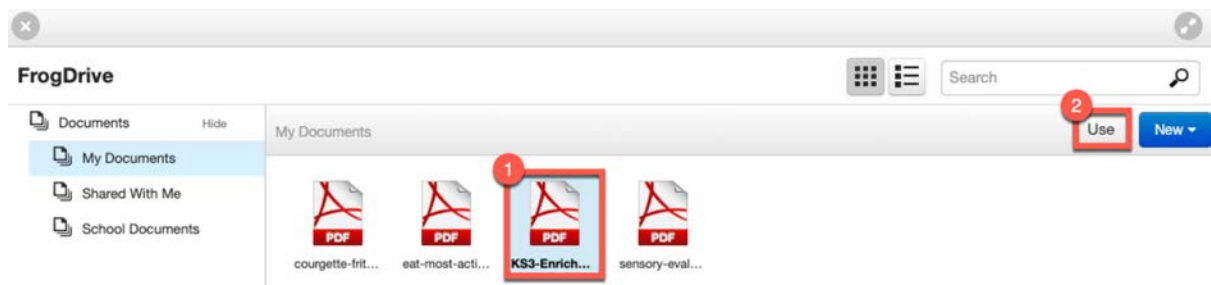 FrogDrive
Search
Documents Hide
My Documents
Shared With Me
School Documents
My Documents
2
Use
New
1
PDF PDF PDF PDF
courgette-frit... eat-most-acti... KS3-Enrich... sensory-eval...